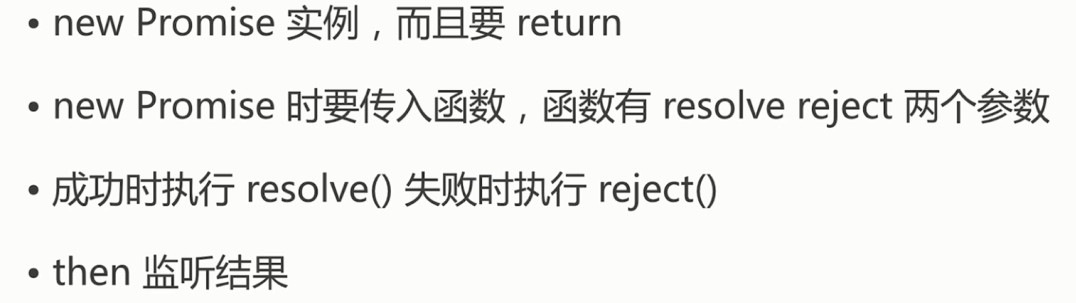 • new Promise 实例，而且要 return
• new Promise 时要传入函数，函数有 resolve reject 两个参数
• 成功时执行 resolve() 失败时执行 reject()
• then 监听结果